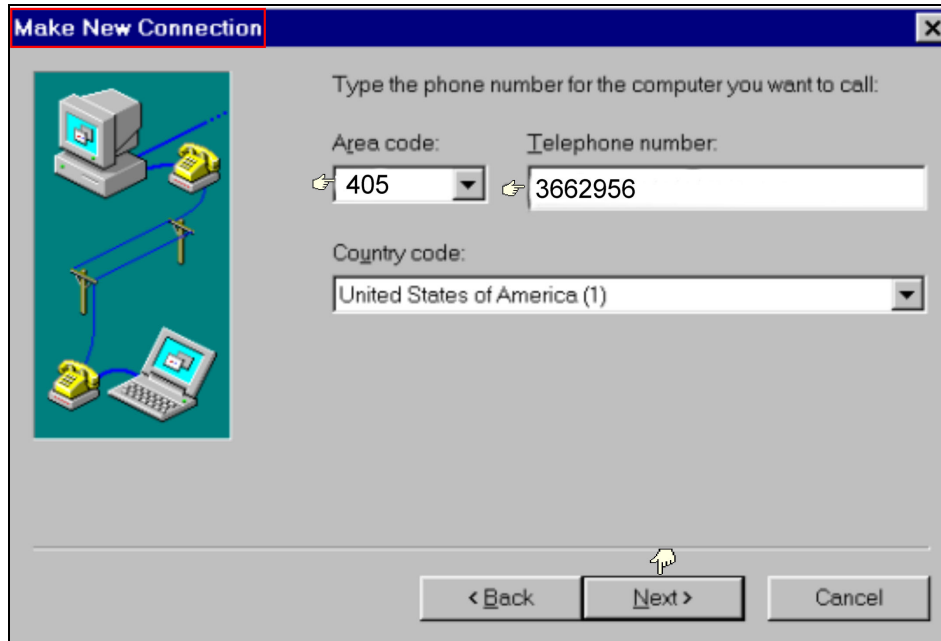 Make New Connection
Type the phone number for the computer you want to call:
Area code: Telephone number:
405 3662956
Country code:
United States of America (1)
< Back Next > Cancel